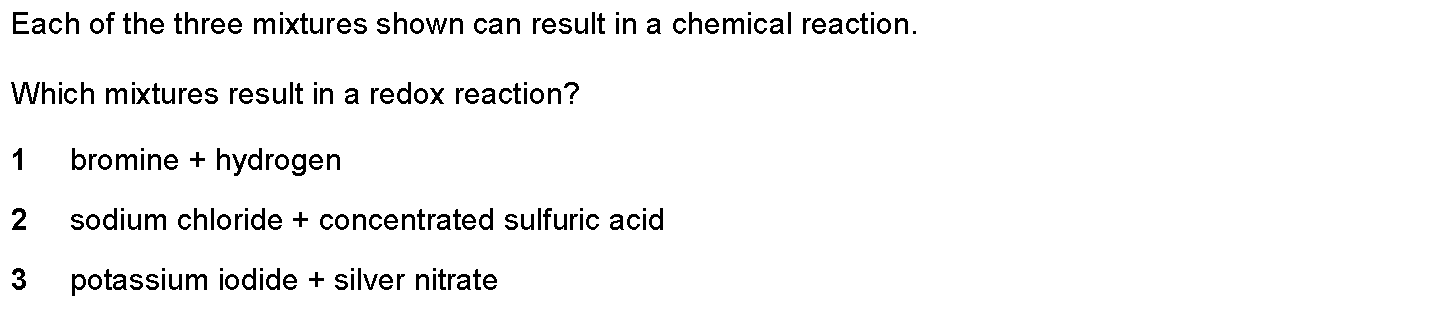 Each of the three mixtures shown can result in a chemical reaction.
Which mixtures result in a redox reaction?
1 bromine + hydrogen
2 sodium chloride + concentrated sulfuric acid
3 potassium iodide + silver nitrate